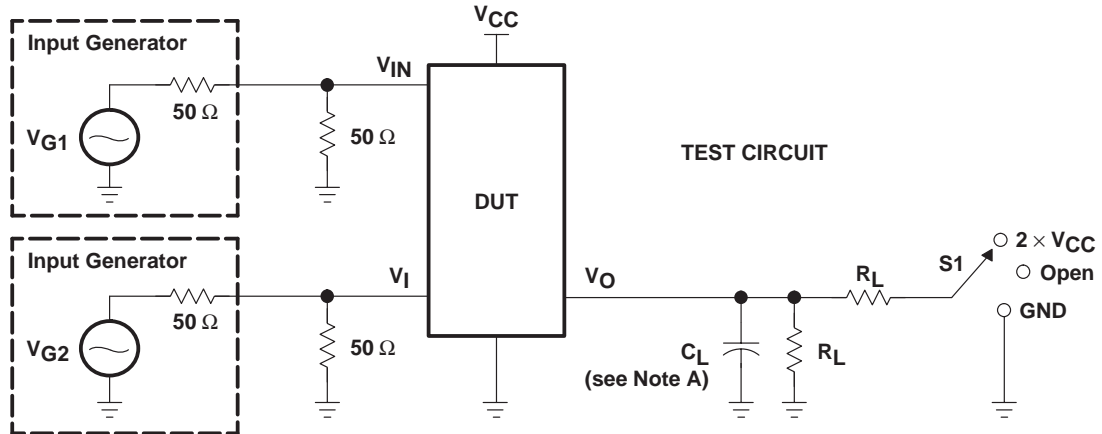 Input Generator
50 Ω
VG1
VIN
50 Ω
VCC
DUT
TEST CIRCUIT
Input Generator
50 Ω
VG2
VI
50 Ω
VO
CL
(see Note A)
RL
RL
S1
2 × VCC
Open
GND